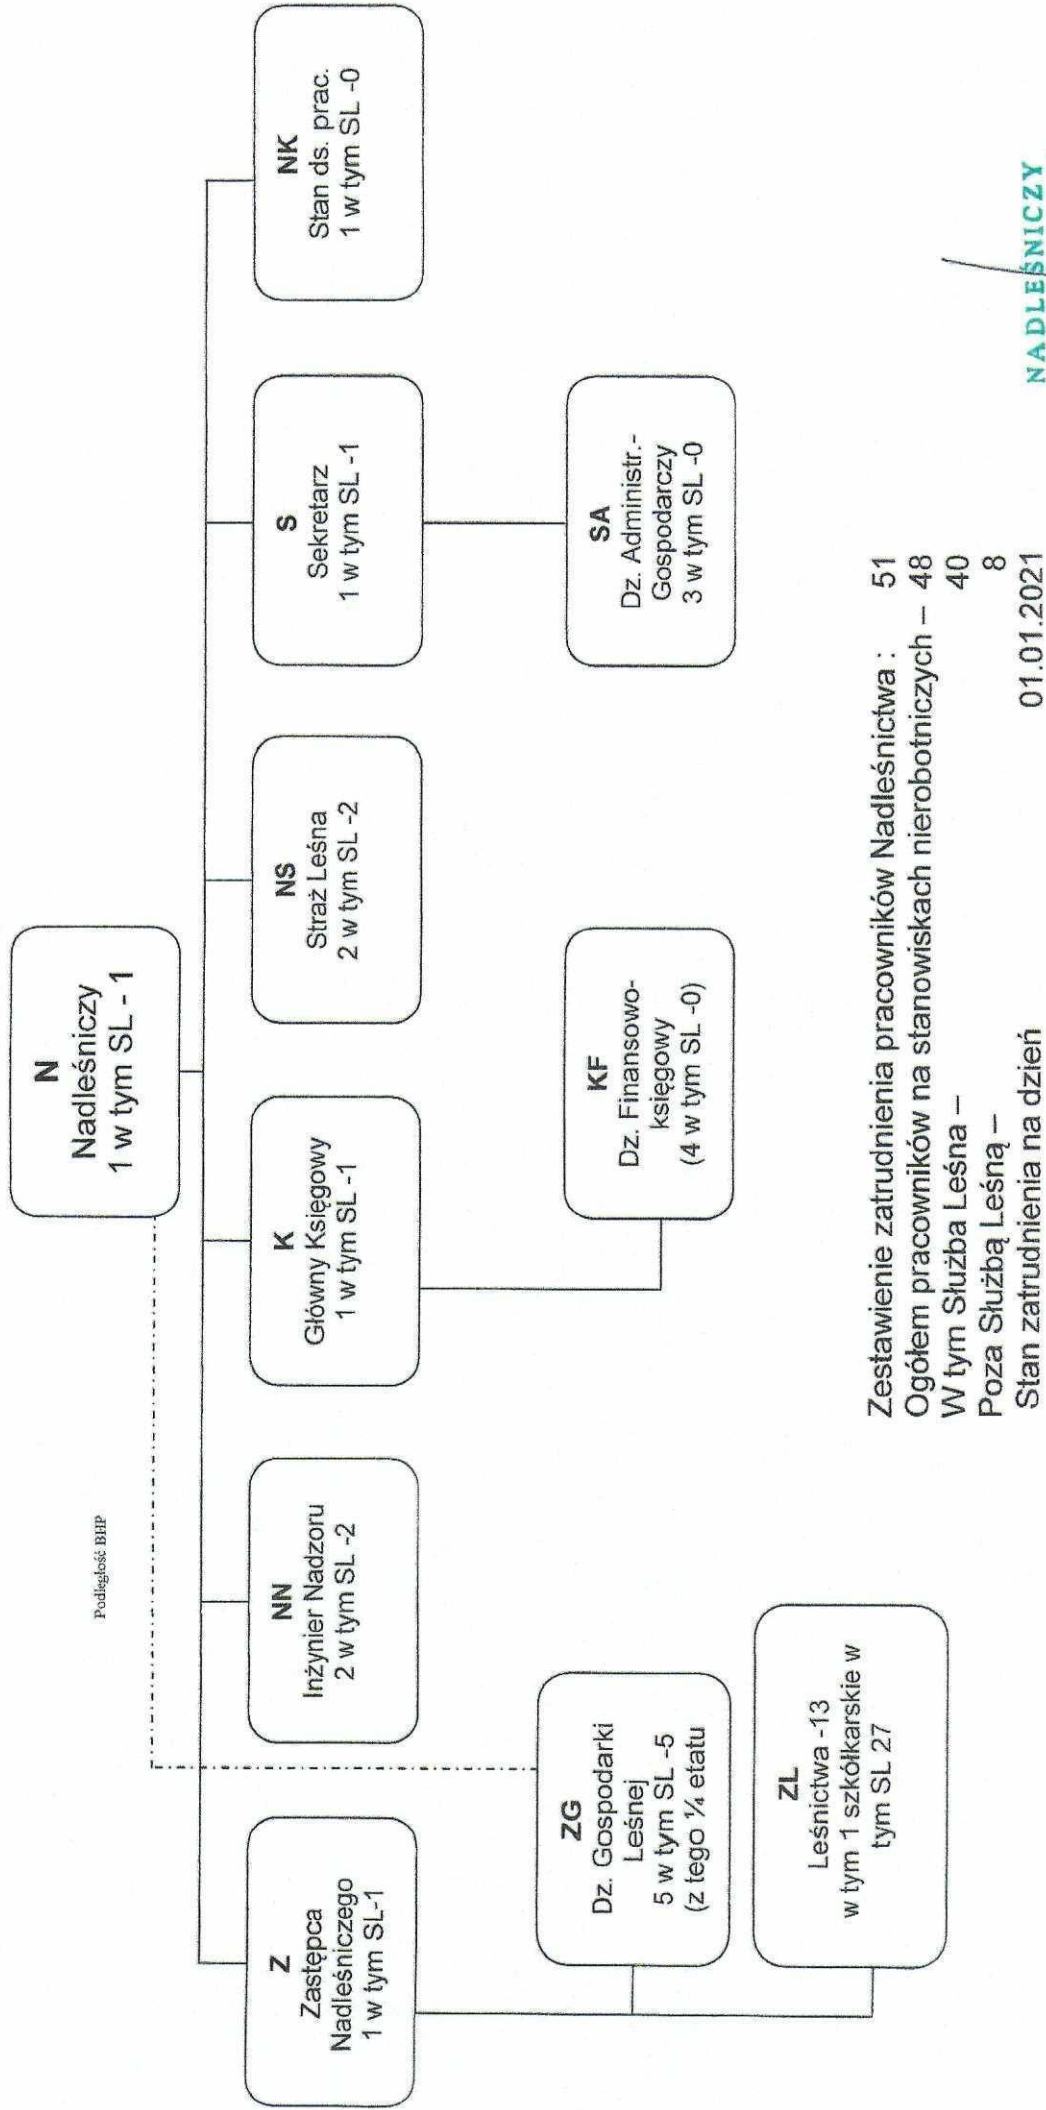 N
Nadleśniczy
1 w tym SL - 1
Podległość BHP
Z
Zastępca
Nadleśniczego
1 w tym SL-1
NN
Inżynier Nadzoru
2 w tym SL -2
K
Główny Księgowy
1 w tym SL -1
NS
Straż Leśna
2 w tym SL -2
S
Sekretarz
1 w tym SL -1
NK
Stan ds. prac.
1 w tym SL -0
ZG
Dz. Gospodarki
Leśnej
5 w tym SL -5
(z tego ¼ etatu
KF
Dz. Finansowo-
księgowy
(4 w tym SL -0)
SA
Dz. Administr.-
Gospodarczy
3 w tym SL -0
ZL
Leśnictwa -13
w tym 1 szkółkarskie w
tym SL 27
Zestawienie zatrudnienia pracowników Nadleśnictwa : 51
Ogółem pracowników na stanowiskach nierobotniczych – 48
W tym Służba Leśna – 40
Poza Służbą Leśną – 8
Stan zatrudnienia na dzień 01.01.2021
NADLEŚNICZY